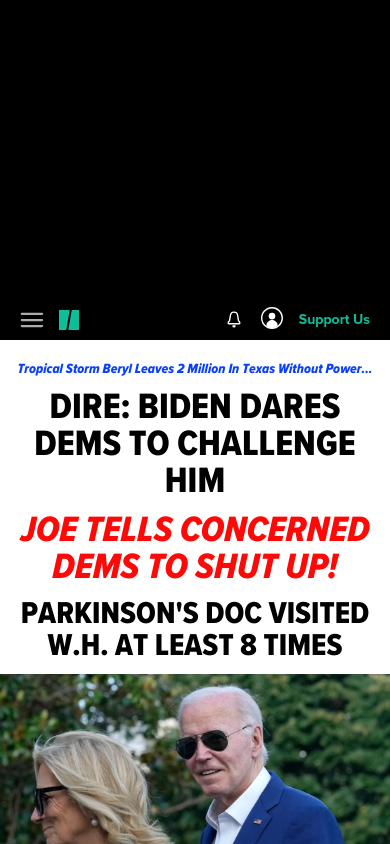 Support Us
Tropical Storm Beryl Leaves 2 Million In Texas Without Power...
DIRE: BIDEN DARES
DEMS TO CHALLENGE
HIM
JOE TELLS CONCERNED
DEMS TO SHUT UP!
PARKINSON'S DOC VISITED
W.H. AT LEAST 8 TIMES